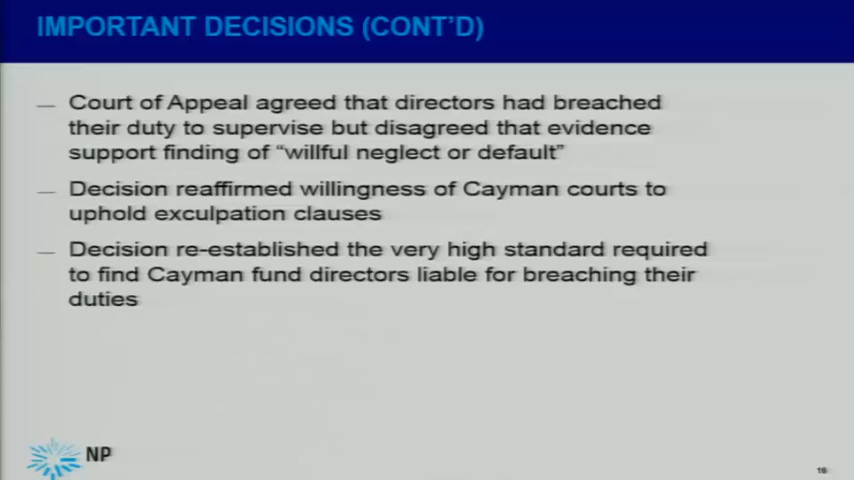 IMPORTANT DECISIONS (CONT'D)
— Court of Appeal agreed that directors had breached
their duty to supervise but disagreed that evidence
support finding of “willful neglect or default”
— Decision reaffirmed willingness of Cayman courts to
uphold exculpation clauses
— Decision re-established the very high standard required
to find Cayman fund directors liable for breaching their
duties
NP
16